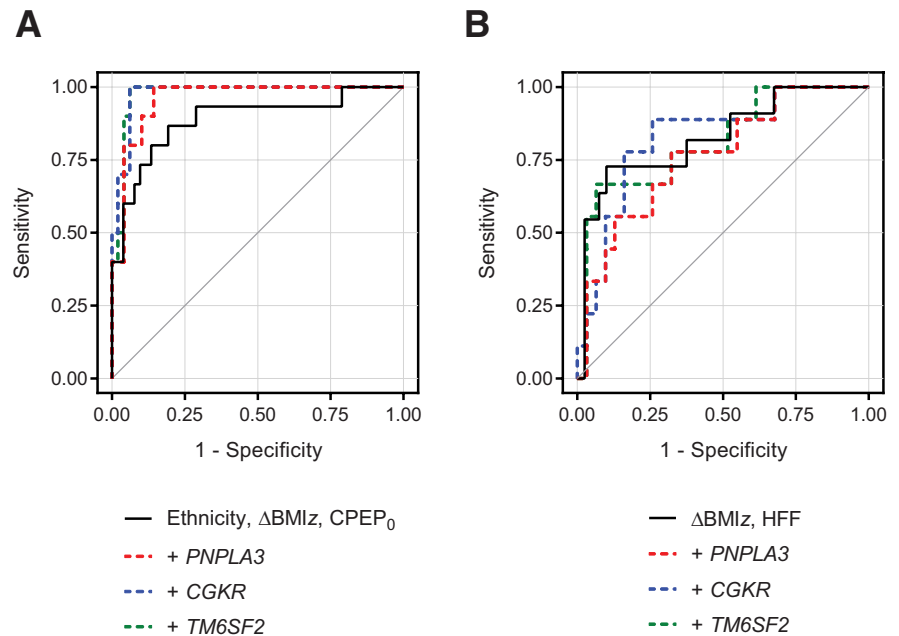 A
B
1.00
0.75
0.50
0.25
0.00
Sensitivity
0.00 0.25 0.50 0.75 1.00
1 - Specificity
1.00
0.75
0.50
0.25
0.00
Sensitivity
0.00 0.25 0.50 0.75 1.00
1 - Specificity
Ethnicity, ΔBMIz, CPEP₀
+ PNPLA3
+ CGKR
+ TM6SF2
ΔBMIz, HFF
+ PNPLA3
+ CGKR
+ TM6SF2